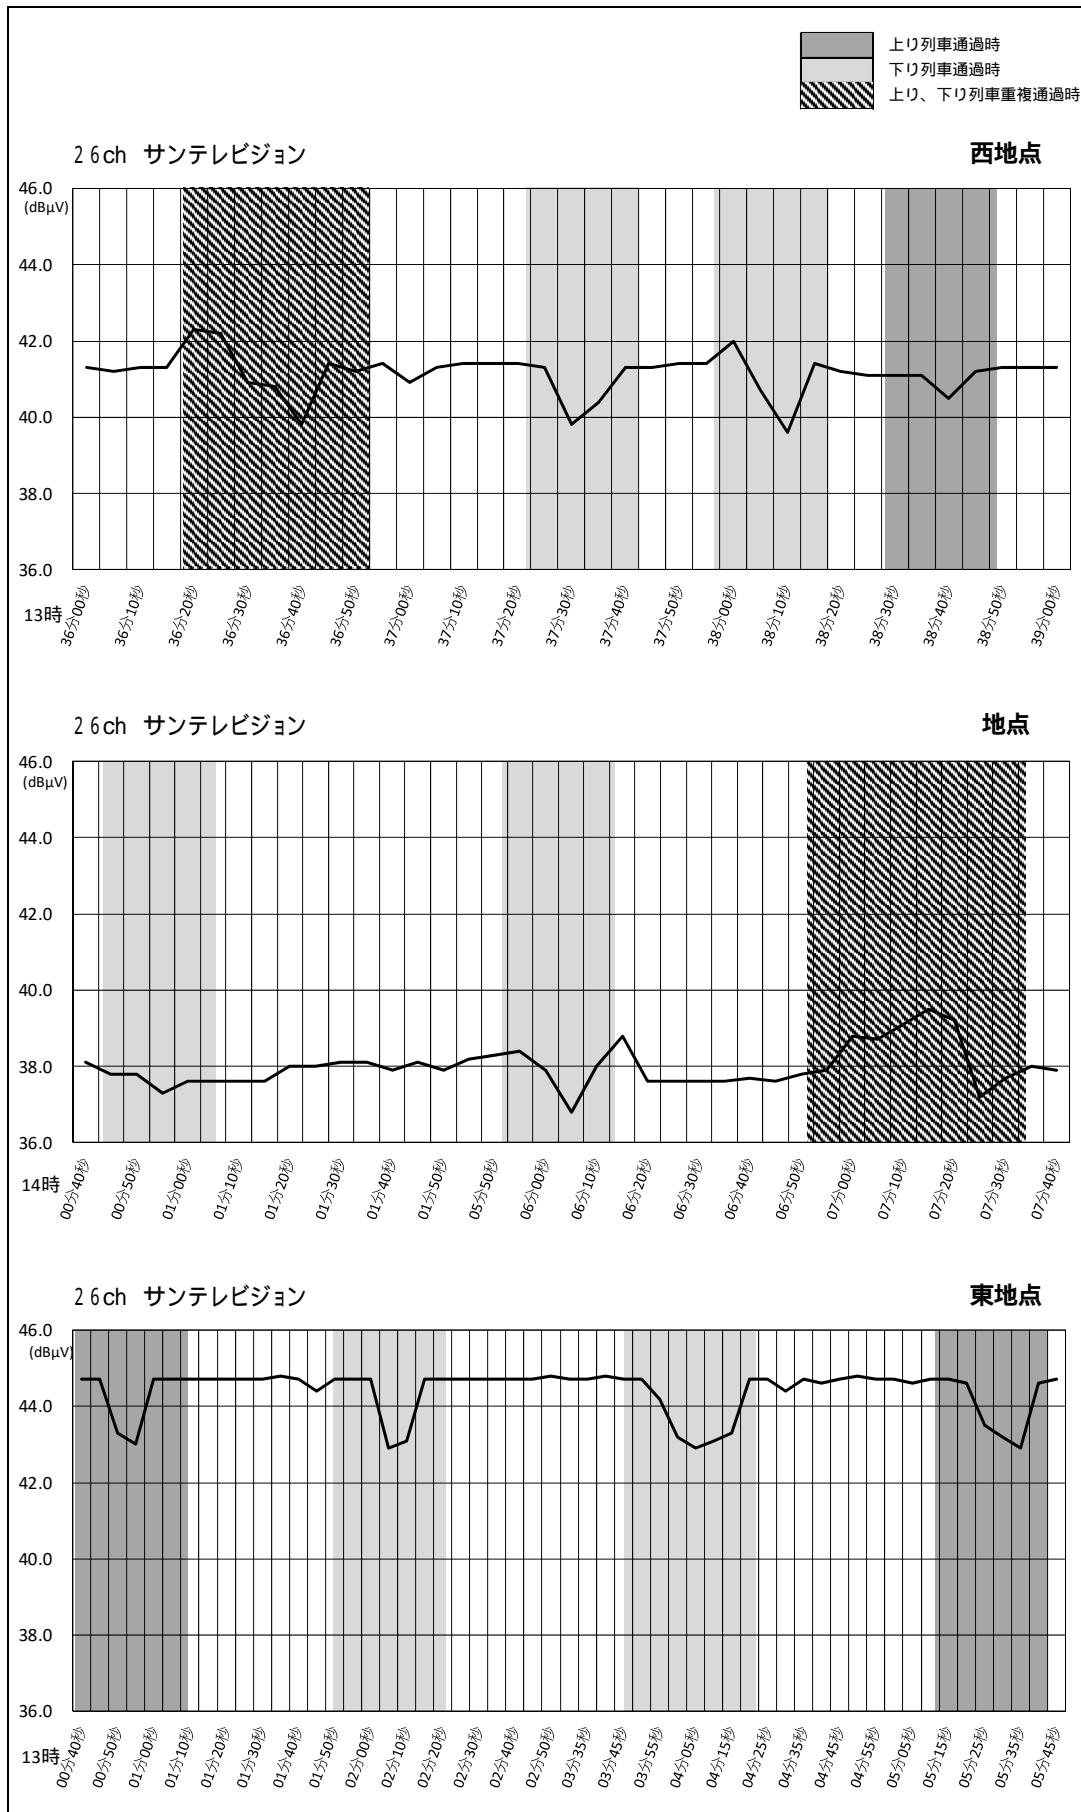 上り列車通過時
下り列車通過時
上り、下り列車重複通過時
26ch サンテレビジョン
西地点
46.0
(dBμV)
44.0
42.0
40.0
38.0
36.0
13時
36分00秒
36分10秒
36分20秒
36分30秒
36分40秒
36分50秒
37分00秒
37分10秒
37分20秒
37分30秒
37分40秒
37分50秒
38分00秒
38分10秒
38分20秒
38分30秒
38分40秒
38分50秒
39分00秒
26ch サンテレビジョン
地点
46.0
(dBμV)
44.0
42.0
40.0
38.0
36.0
14時
00分40秒
00分50秒
01分00秒
01分10秒
01分20秒
01分30秒
01分40秒
01分50秒
05分50秒
06分00秒
06分10秒
06分20秒
06分30秒
06分40秒
06分50秒
07分00秒
07分10秒
07分20秒
07分30秒
07分40秒
26ch サンテレビジョン
東地点
46.0
(dBμV)
44.0
42.0
40.0
38.0
36.0
13時
00分40秒
00分50秒
01分00秒
01分10秒
01分20秒
01分30秒
01分40秒
01分50秒
02分00秒
02分10秒
02分20秒
02分30秒
02分40秒
02分50秒
03分35秒
03分45秒
03分55秒
04分05秒
04分15秒
04分25秒
04分35秒
04分45秒
04分55秒
05分05秒
05分15秒
05分25秒
05分35秒
05分45秒